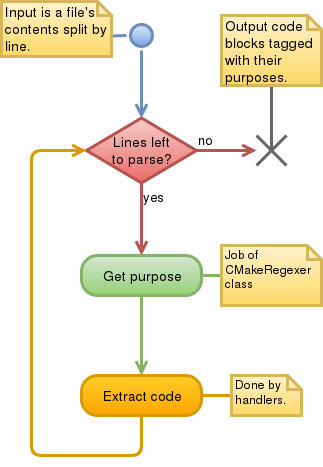 Input is a file's
contents split by
line.
Output code
blocks tagged
with their
purposes.
Lines left
to parse?
no
yes
Get purpose
Job of
CMakeRegexer
class
Extract code
Done by
handlers.